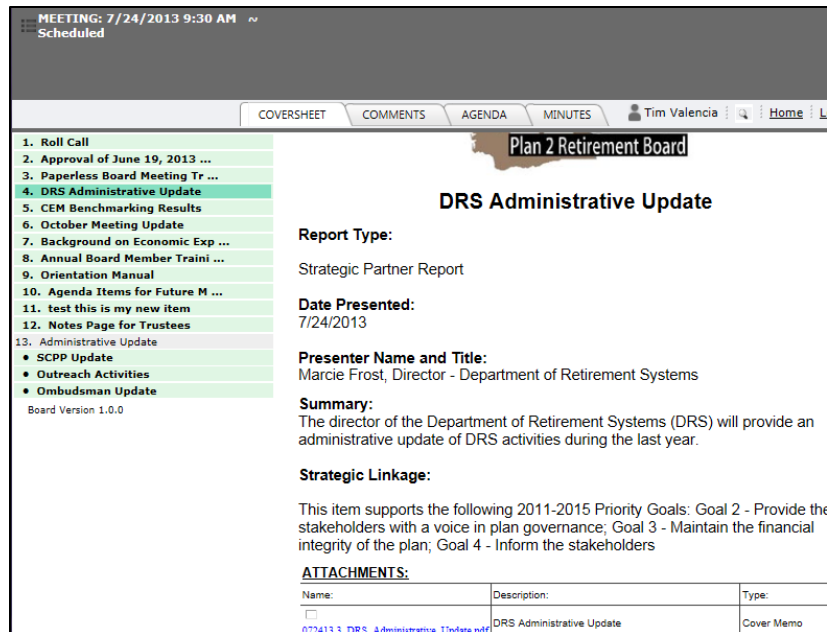 MEETING: 7/24/2013 9:30 AM ~
Scheduled
COVERSHEET COMMENTS AGENDA MINUTES Tim Valencia Home
1. Roll Call
2. Approval of June 19, 2013 ...
3. Paperless Board Meeting Tr ...
4. DRS Administrative Update
5. CEM Benchmarking Results
6. October Meeting Update
7. Background on Economic Exp ...
8. Annual Board Member Traini ...
9. Orientation Manual
10. Agenda Items for Future M ...
11. test this is my new item
12. Notes Page for Trustees
13. Administrative Update
• SCPP Update
• Outreach Activities
• Ombudsman Update
Board Version 1.0.0
Plan 2 Retirement Board
DRS Administrative Update
Report Type:
Strategic Partner Report
Date Presented:
7/24/2013
Presenter Name and Title:
Marcie Frost, Director - Department of Retirement Systems
Summary:
The director of the Department of Retirement Systems (DRS) will provide an
administrative update of DRS activities during the last year.
Strategic Linkage:
This item supports the following 2011-2015 Priority Goals: Goal 2 - Provide the
stakeholders with a voice in plan governance; Goal 3 - Maintain the financial
integrity of the plan; Goal 4 - Inform the stakeholders
ATTACHMENTS:
Name: Description: Type:
072413.3_DRS_Administrative_Update.pdf DRS Administrative Update Cover Memo